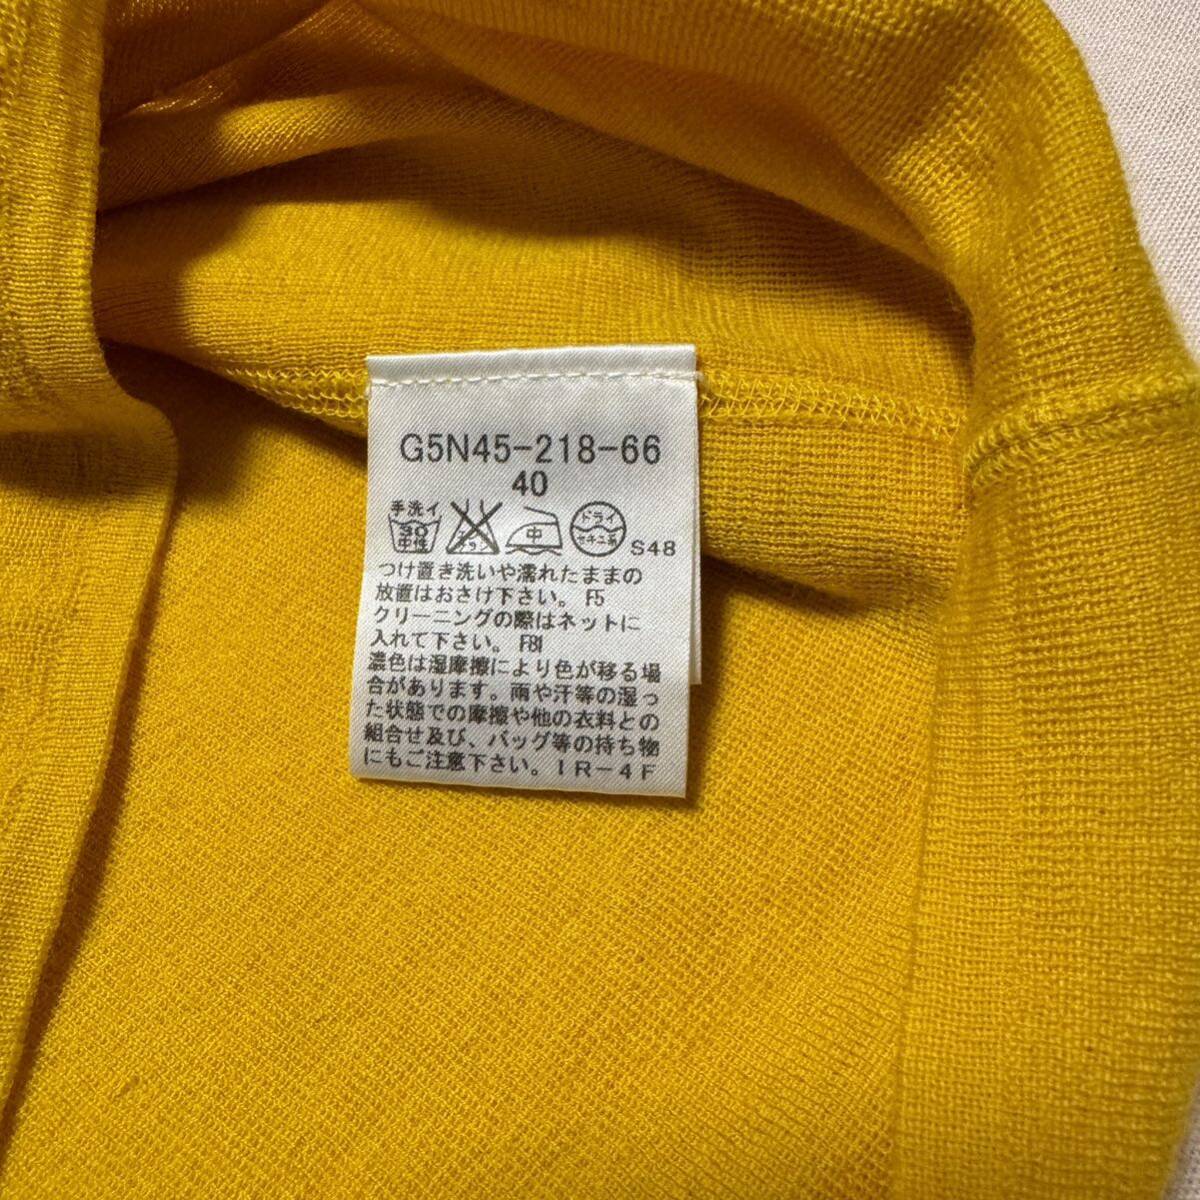 G5N45-218-66
40
手洗イ
30
中性
中
ドライ
セキユ系
S48
つけ置き洗いや濡れたままの
放置はおさけ下さい。 F5
クリーニングの際はネットに
入れて下さい。 F81
濃色は湿摩擦により色が移る場
合があります。雨や汗等の湿っ
た状態での摩擦や他の衣料との
組合せ及び、バッグ等の持ち物
にもご注意下さい。IR-4F